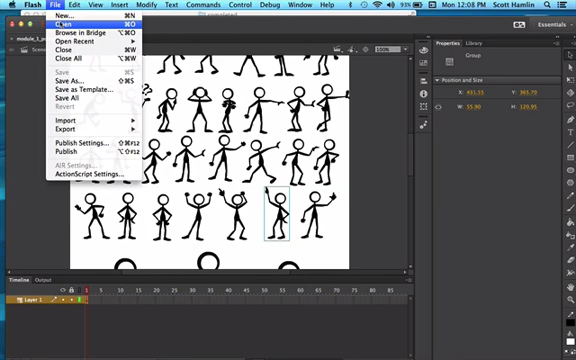 Flash File Edit View Insert Modify Text Commands Control Debug Window Help 93% Mon 12:08 PM Scott Hamlin
New... ⌘N
Open ⌘O
Essentials
Browse in Bridge ⌥⌘O
Open Recent
Close ⌘W
Close All ⌥⌘W
100%
Save ⌘S
Save As... ⇧⌘S
Save as Template...
Save All
Revert
Import
Export
Publish Settings... ⇧⌘F12
Publish ⌥⇧F12
AIR Settings...
ActionScript Settings...
Properties Library
Group
Position and Size
X: 431.55 Y: 363.70
W: 55.90 H: 120.95
Timeline Output
1 5 10 15 20 25 30 35 40 45 50 55 60 65 70 75 80 85
Layer 1